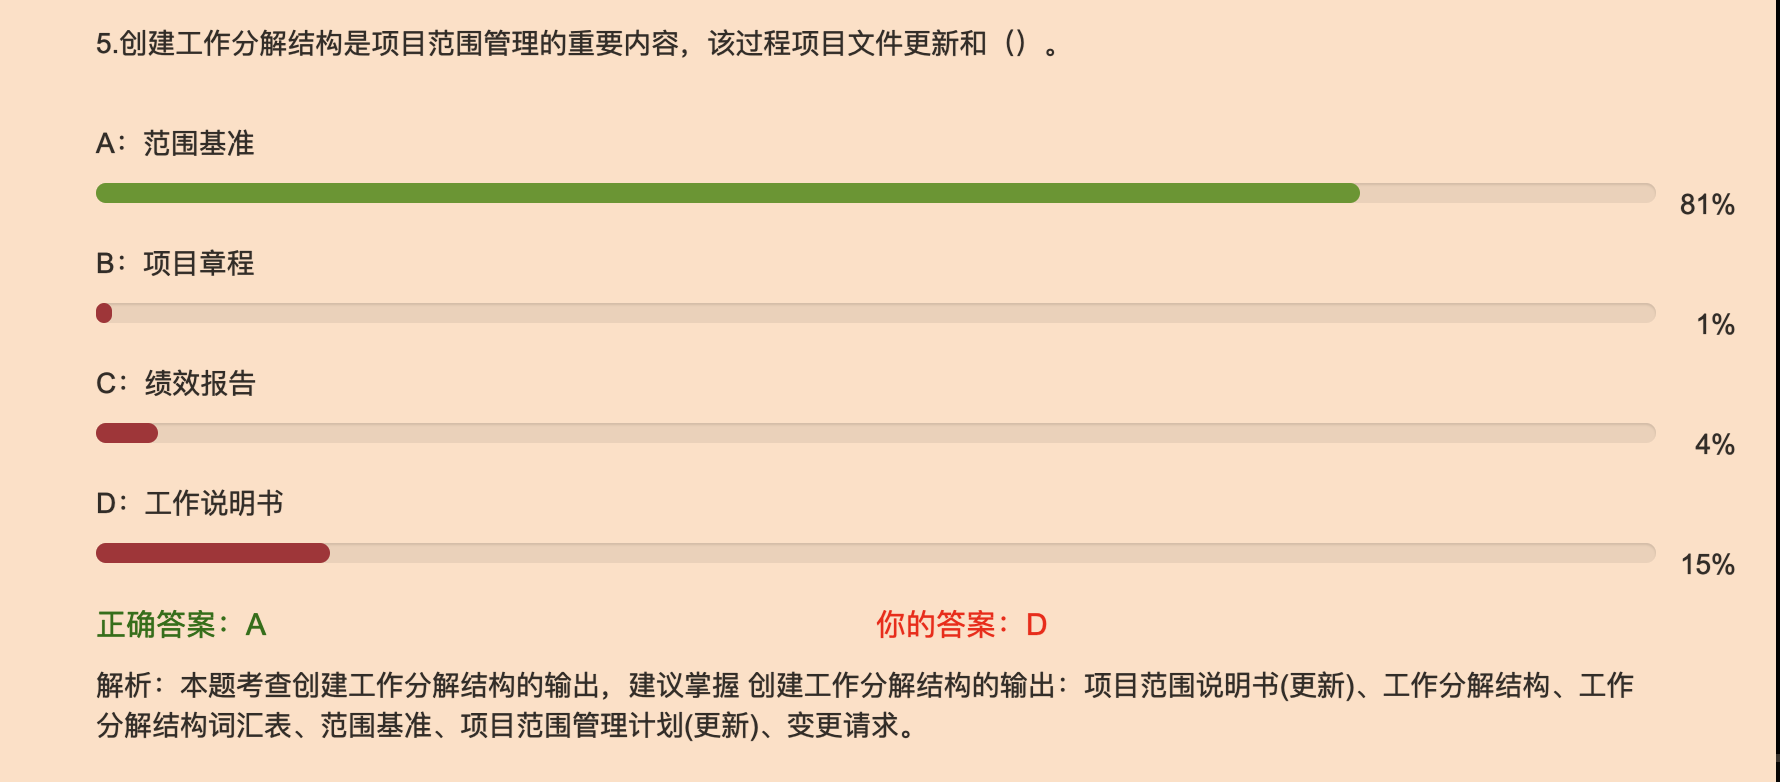 5.创建工作分解结构是项目范围管理的重要内容，该过程项目文件更新和（）。
A：范围基准
81%
B：项目章程
1%
C：绩效报告
4%
D：工作说明书
15%
正确答案：A
你的答案：D
解析：本题考查创建工作分解结构的输出，建议掌握 创建工作分解结构的输出：项目范围说明书(更新)、工作分解结构、工作
分解结构词汇表、范围基准、项目范围管理计划(更新)、变更请求。